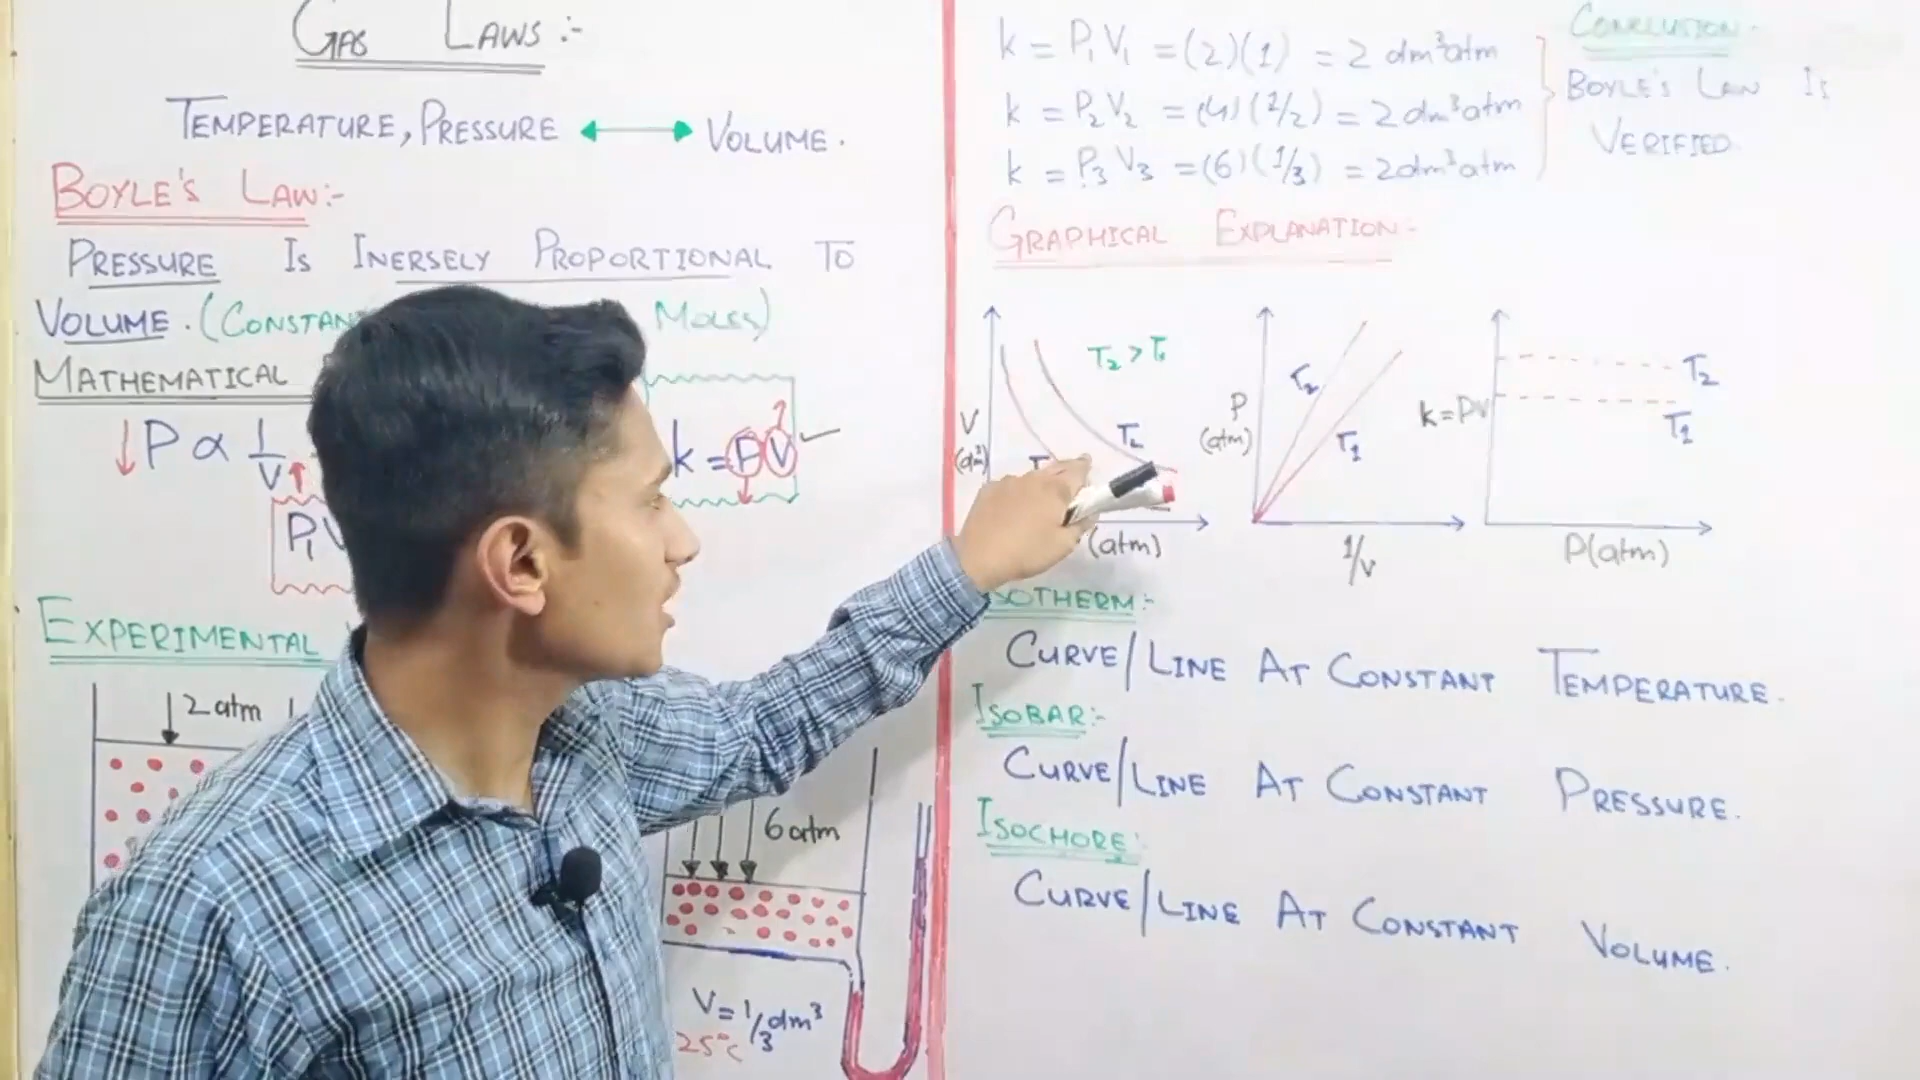 GAS LAWS:-
TEMPERATURE, PRESSURE ↔ VOLUME.
BOYLE'S LAW:-
PRESSURE IS INERSELY PROPORTIONAL TO
VOLUME. (CONSTAN MOLES)
MATHEMATICAL
↓P ∝ 1/V ↑
k = PV ✓
P₁V
EXPERIMENTAL
2 atm
6 atm
V = 1/3 dm³
25°C
k = P₁V₁ = (2)(1) = 2 dm³atm
k = P₂V₂ = (4)(1/2) = 2 dm³atm
k = P₃V₃ = (6)(1/3) = 2 dm³atm
CONCLUSION-
BOYLE'S LAW IS
VERIFIED
GRAPHICAL EXPLANATION:-
V
(dm³)
T₂ > T₁
T₂
T
(atm)
P
(atm)
T₂
T₁
1/V
k = PV
T₂
T₁
P(atm)
SOTHERM:-
CURVE/LINE AT CONSTANT TEMPERATURE.
ISOBAR:-
CURVE/LINE AT CONSTANT PRESSURE.
ISOCHORE:-
CURVE/LINE AT CONSTANT VOLUME.